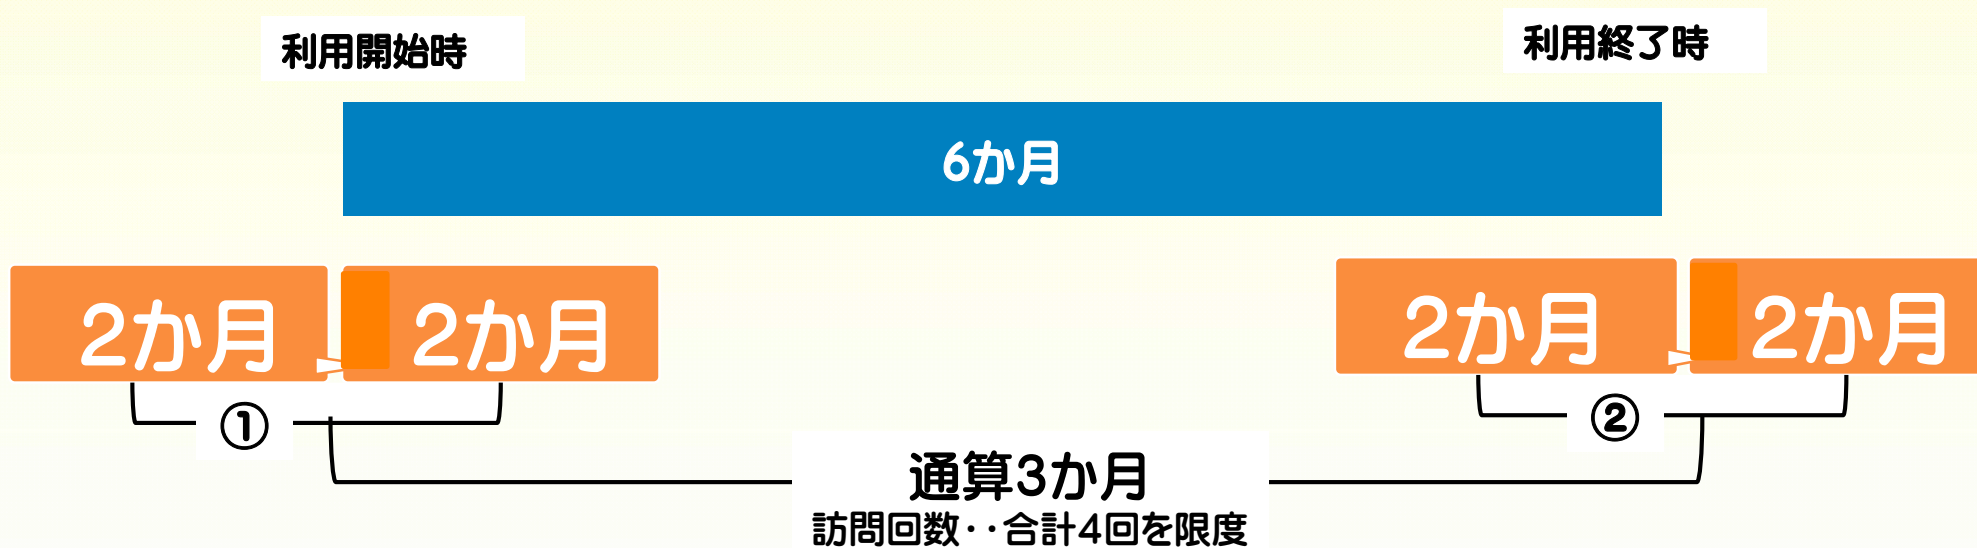 利用開始時
利用終了時
6か月
2か月
2か月
2か月
2か月
①
②
通算3か月
訪問回数‥合計4回を限度